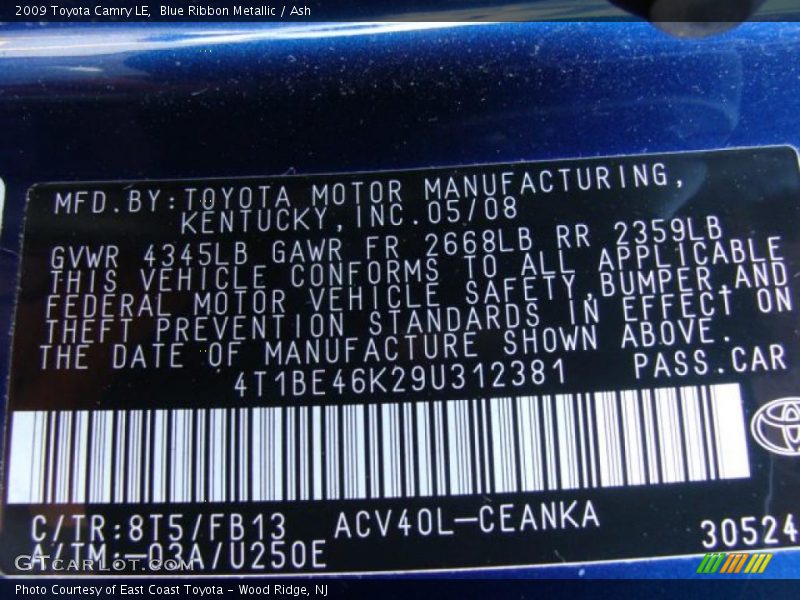 2009 Toyota Camry LE,  Blue Ribbon Metallic / Ash
MFD.BY:TOYOTA MOTOR MANUFACTURING,
KENTUCKY,INC.05/08
GVWR 4345LB GAWR FR 2668LB RR 2359LB
THIS VEHICLE CONFORMS TO ALL APPLICABLE
FEDERAL MOTOR VEHICLE SAFETY,BUMPER,AND
THEFT PREVENTION STANDARDS IN EFFECT ON
THE DATE OF MANUFACTURE SHOWN ABOVE.
4T1BE46K29U312381 PASS.CAR
C/TR:8T5/FB13 ACV40L-CEANKA
A/TM:-03A/U250E 30524
GTCarLot.com
Photo Courtesy of East Coast Toyota - Wood Ridge, NJ